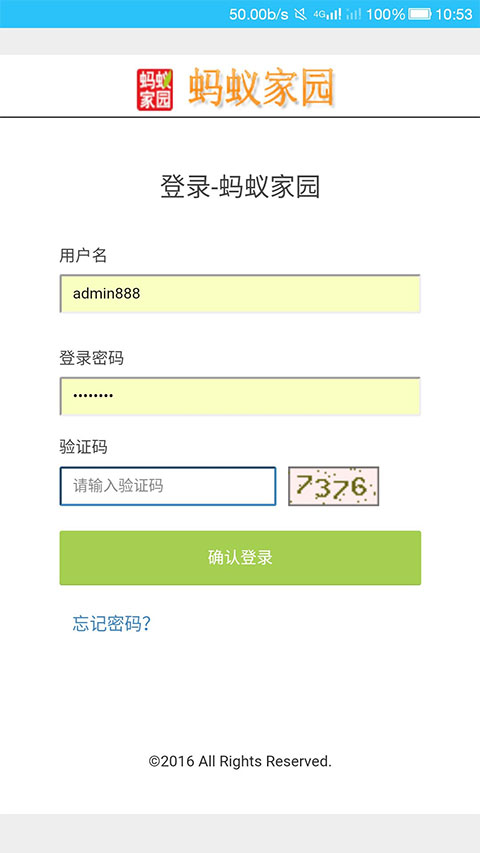 50.00b/s 4G 100% 10:53
蚂蚁家园 蚂蚁家园
登录-蚂蚁家园
用户名
admin888
登录密码
••••••••
验证码
请输入验证码 7376
确认登录
忘记密码?
©2016 All Rights Reserved.